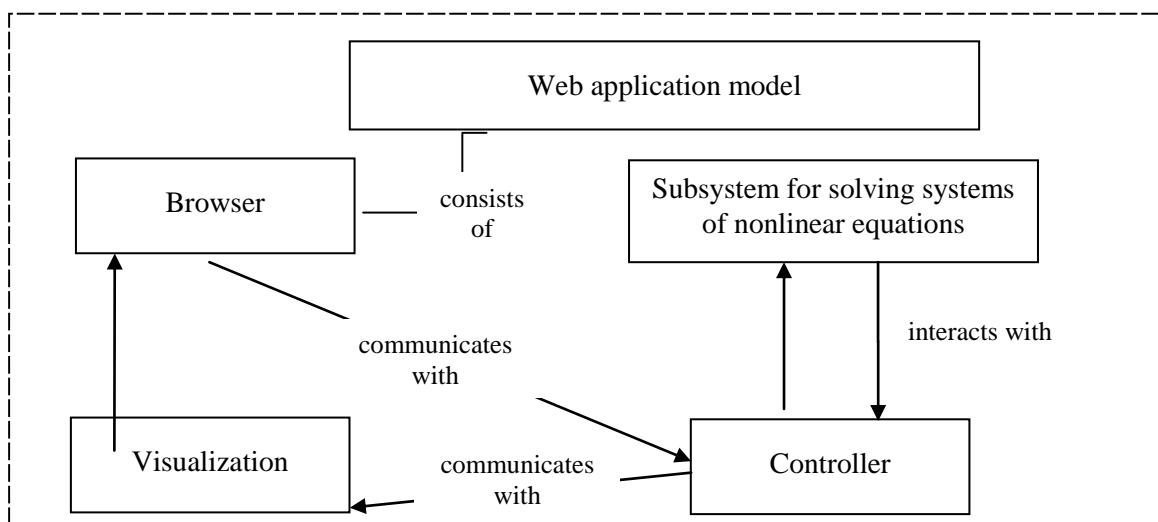 Web application model
Browser
consists
of
Subsystem for solving systems
of nonlinear equations
communicates
with
interacts with
Visualization
communicates
with
Controller